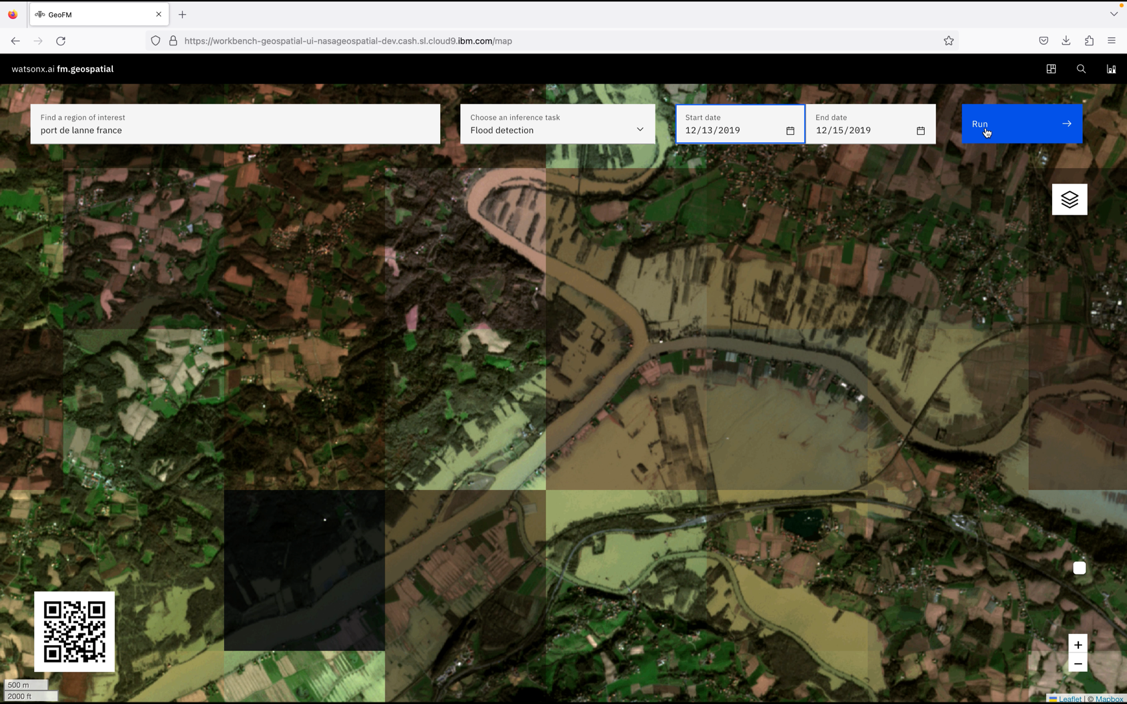 GeoFM
https://workbench-geospatial-ui-nasageospatial-dev.cash.sl.cloud9.ibm.com/map
watsonx.ai fm.geospatial
Find a region of interest
port de lanne france
Choose an inference task
Flood detection
Start date
12/13/2019
End date
12/15/2019
Run
+
−
500 m
2000 ft
Leaflet | © Mapbox